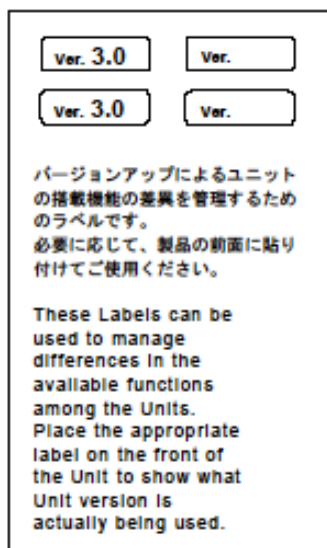 Ver. 3.0 Ver.
Ver. 3.0 Ver.
バージョンアップによるユニット
の搭載機能の差異を管理するため
のラベルです。
必要に応じて、製品の前面に貼り
付けてご使用ください。
These Labels can be
used to manage
differences in the
available functions
among the Units.
Place the appropriate
label on the front of
the Unit to show what
Unit version is
actually being used.